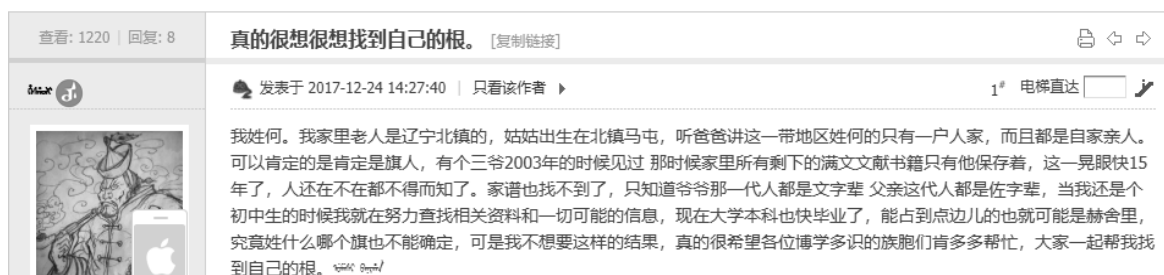 查看: 1220 | 回复: 8
真的很想很想找到自己的根。 [复制链接]
发表于 2017-12-24 14:27:40 | 只看该作者
1# 电梯直达
我姓何。我家里老人是辽宁北镇的，姑姑出生在北镇马屯，听爸爸讲这一带地区姓何的只有一户人家，而且都是自家亲人。
可以肯定的是肯定是旗人，有个三爷2003年的时候见过 那时候家里所有剩下的满文文献书籍只有他保存着，这一晃眼快15
年了，人还在不在都不得而知了。家谱也找不到了，只知道爷爷那一代人都是文字辈 父亲这代人都是佐字辈，当我还是个
初中生的时候我就在努力查找相关资料和一切可能的信息，现在大学本科也快毕业了，能占到点边儿的也就可能是赫舍里，
究竟姓什么哪个旗也不能确定，可是我不想要这样的结果，真的很希望各位博学多识的族胞们肯多多帮忙，大家一起帮我找
到自己的根。